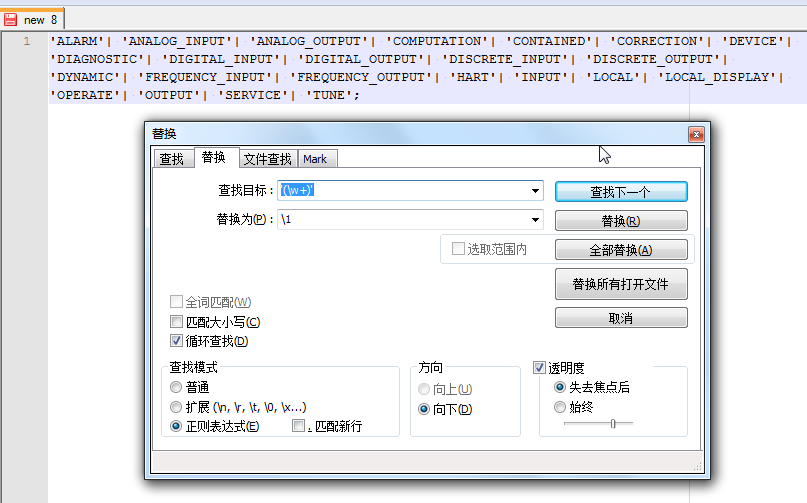 new 8
1 'ALARM'| 'ANALOG_INPUT'| 'ANALOG_OUTPUT'| 'COMPUTATION'| 'CONTAINED'| 'CORRECTION'| 'DEVICE'|
'DIAGNOSTIC'| 'DIGITAL_INPUT'| 'DIGITAL_OUTPUT'| 'DISCRETE_INPUT'| 'DISCRETE_OUTPUT'|
'DYNAMIC'| 'FREQUENCY_INPUT'| 'FREQUENCY_OUTPUT'| 'HART'| 'INPUT'| 'LOCAL'| 'LOCAL_DISPLAY'|
'OPERATE'| 'OUTPUT'| 'SERVICE'| 'TUNE';
替换
查找 替换 文件查找 Mark
查找目标: '(\w+)' 查找下一个
替换为(P): \1 替换(R)
选取范围内 全部替换(A)
替换所有打开文件
全词匹配(W)
取消
匹配大小写(C)
循环查找(D)
查找模式 方向 透明度
普通 向上(U) 失去焦点后
扩展 (\n, \r, \t, \0, \x...) 向下(D) 始终
正则表达式(E) . 匹配新行